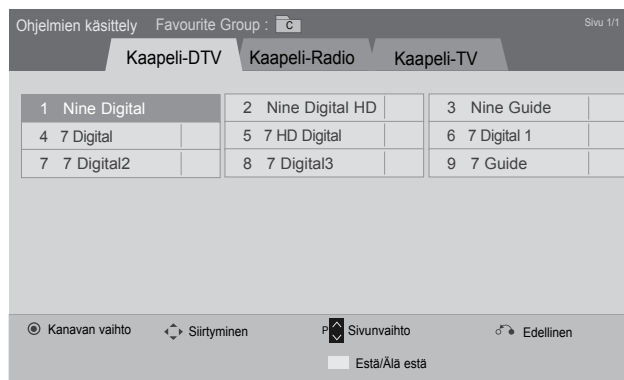 Ohjelmien käsittely Favourite Group : C Sivu 1/1
Kaapeli-DTV Kaapeli-Radio Kaapeli-TV
1 Nine Digital 2 Nine Digital HD 3 Nine Guide
4 7 Digital 5 7 HD Digital 6 7 Digital 1
7 7 Digital2 8 7 Digital3 9 7 Guide
Kanavan vaihto Siirtyminen P Sivunvaihto Edellinen
Estä/Älä estä